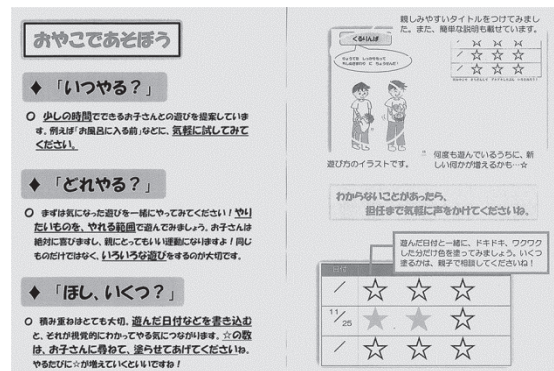 おやこであそぼう
◆ 「いつやる？」
○ 少しの時間でできるお子さんとの遊びを提案していま
す。例えば「お風呂に入る前」などに、気軽に試してみて
ください。
◆ 「どれやる？」
○ まずは気になった遊びを一緒にやってみてください！やり
たいものを、やれる範囲で遊んでみましょう。お子さんは
絶対に喜びますし、親にとってもいい運動になりますよ！同じ
ものだけではなく、いろいろな遊びをするのが大切です。
◆ 「ほし、いくつ？」
○ 積み重ねはとても大切。遊んだ日付などを書き込む
と、それが視覚的にわかってやる気につながります。☆の数
は、お子さんに尋ねて、塗らせてあげてくださいね。
やるたびに☆が増えていくといいですね！
親しみやすいタイトルをつけてみまし
た。また、簡単な説明も載せています。
くるりんぱ
/ ☆ ☆ ☆
/ ☆ ☆ ☆
/ ☆ ☆ ☆
遊び方のイラストです。
何度も遊んでいるうちに、新
しい何かが増えるかも…☆
わからないことがあったら、
担任まで気軽に声をかけてくださいね。
遊んだ日付と一緒に、ドキドキ、ワクワク
した分だけ色を塗ってみましょう。いくつ
塗るかは、親子で相談してくださいね！
日付
/ ☆ ☆ ☆
11/25 ★ ★ ☆
/ ☆ ☆ ☆